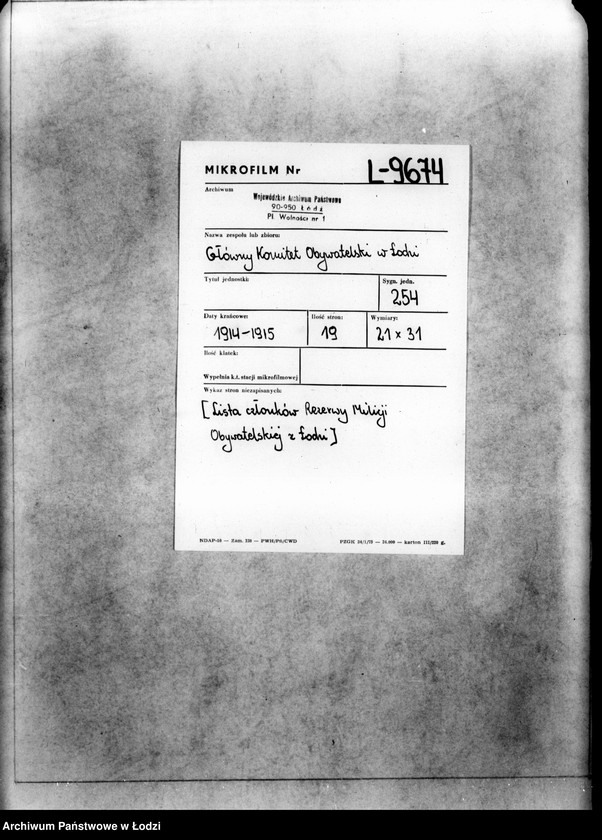 MIKROFILM Nr L-9674
Archiwum
Wojewódzkie Archiwum Państwowe
90-950 Łódź
Pl. Wolności nr 1
Nazwa zespołu lub zbioru:
Główny Komitet Obywatelski w Łodzi
Tytuł jednostki:
Sygn. jedn.
254
Daty krańcowe: Ilość stron: Wymiary:
1914-1915 19 21 x 31
Ilość klatek:
Wypełnia k.t. stacji mikrofilmowej
Wykaz stron niezapisanych:
[Lista członków Rezerwy Milicji
Obywatelskiej z Łodzi]
Archiwum Państwowe w Łodzi